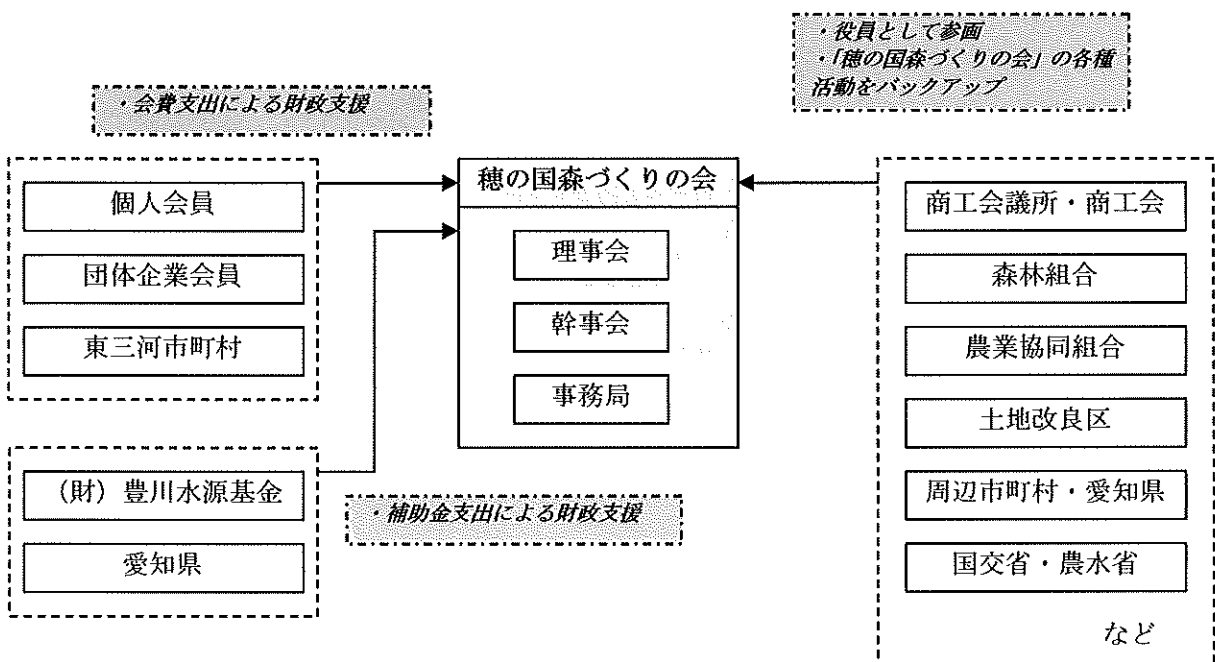 ・役員として参画
・「穂の国森づくりの会」の各種
活動をバックアップ
・会費支出による財政支援
個人会員
団体企業会員
東三河市町村
（財）豊川水源基金
愛知県
・補助金支出による財政支援
穂の国森づくりの会
理事会
幹事会
事務局
商工会議所・商工会
森林組合
農業協同組合
土地改良区
周辺市町村・愛知県
国交省・農水省
など